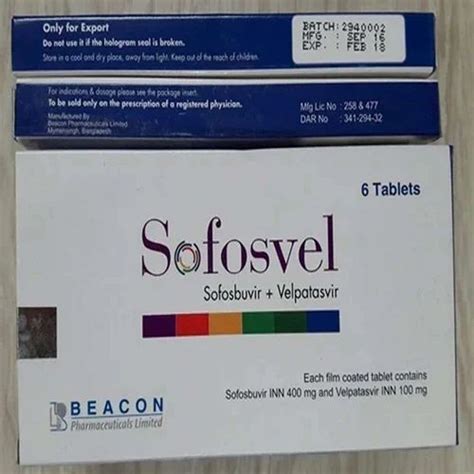 Only for Export
Do not use it if the hologram seal is broken.
Store in a cool and dry place, away from light. Keep out of the reach of children.
BATCH: 2940002
MFG. : SEP 16
EXP. : FEB 18
For indications & dosage please see the package insert.
To be sold only on the prescription of a registered physician.
Manufactured By
Beacon Pharmaceuticals Limited
Mymensingh, Bangladesh
Mfg Lic No : 258 & 477
DAR No : 341-294-32
6 Tablets
Sofosvel
Sofosbuvir + Velpatasvir
Each film coated tablet contains
Sofosbuvir INN 400 mg and Velpatasvir INN 100 mg
BEACON
Pharmaceuticals Limited